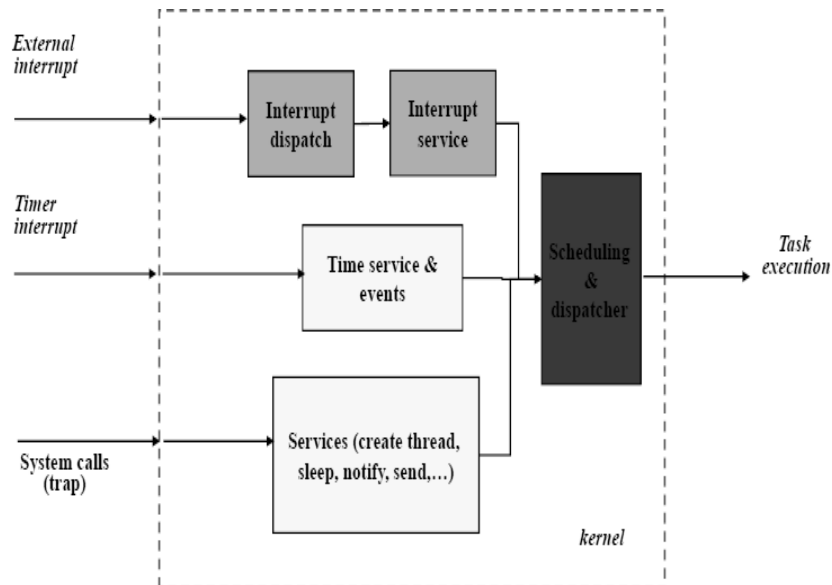 External
interrupt
Interrupt
dispatch
Interrupt
service
Timer
interrupt
Time service &
events
Scheduling
&
dispatcher
Task
execution
System calls
(trap)
Services (create thread,
sleep, notify, send,…)
kernel